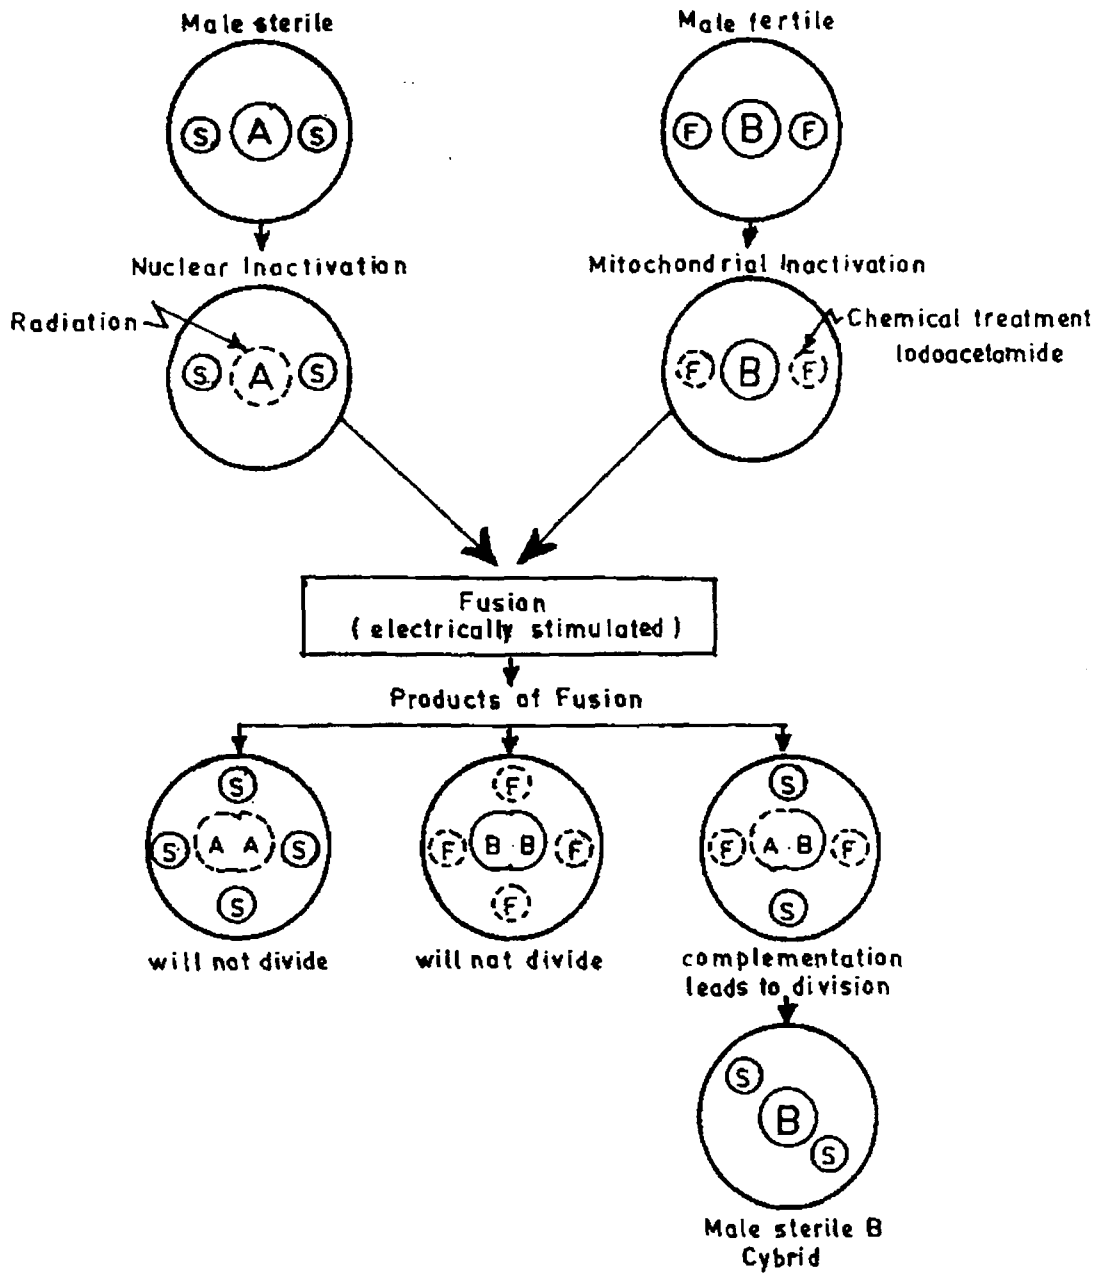 Male sterile
Male fertile
S A S
F B F
Nuclear Inactivation
Mitochondrial Inactivation
Radiation
Chemical treatment
Iodoacetamide
S A S
F B F
Fusion
(electrically stimulated)
Products of Fusion
S
S A A S
S
F
F B B F
F
S
F A B F
S
will not divide
will not divide
complementation
leads to division
S
B
S
Male sterile B
Cybrid